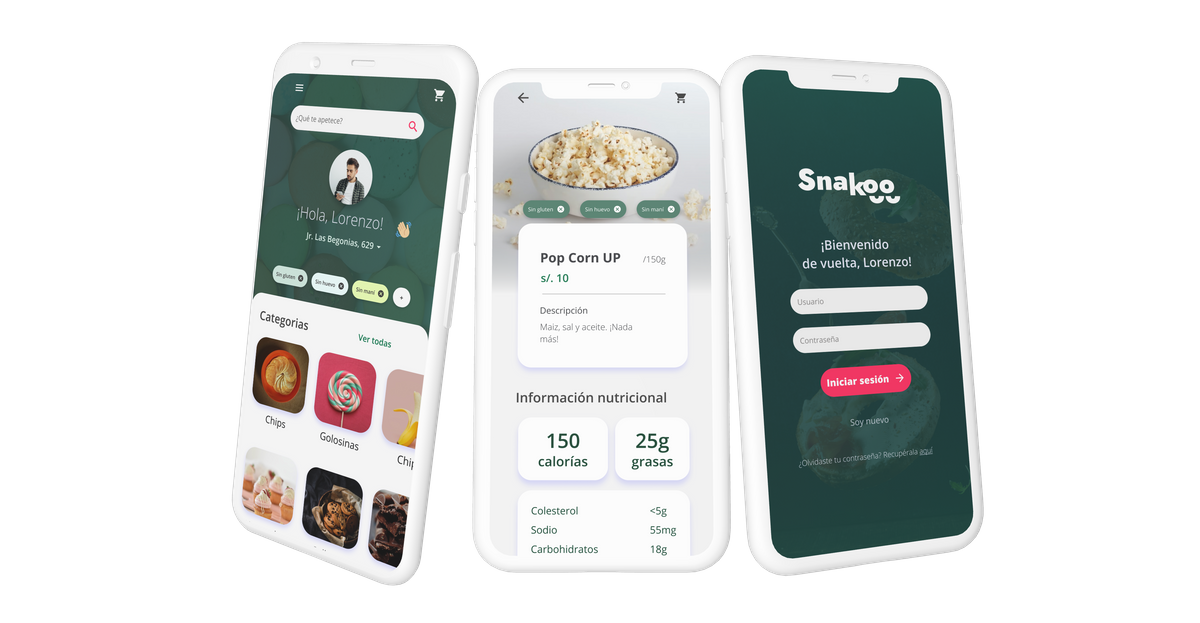 ¿Qué te apetece?
¡Hola, Lorenzo!
Jr. Las Begonias, 629
Sin gluten
Sin huevo
Sin maní
+
Categorias
Ver todas
Chips
Golosinas
Chip
Sin gluten
Sin huevo
Sin maní
Pop Corn UP
/150g
s/. 10
Descripción
Maiz, sal y aceite. ¡Nada
más!
Información nutricional
150
calorías
25g
grasas
Colesterol <5g
Sodio 55mg
Carbohidratos 18g
Snakoo
¡Bienvenido
de vuelta, Lorenzo!
Usuario
Contraseña
Iniciar sesión
Soy nuevo
¿Olvidaste tu contraseña? Recupérala aquí